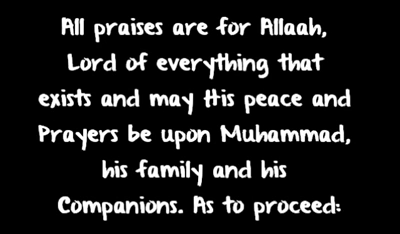 All praises are for Allaah,
Lord of everything that
exists and may His peace and
Prayers be upon Muhammad,
his family and his
Companions. As to proceed: